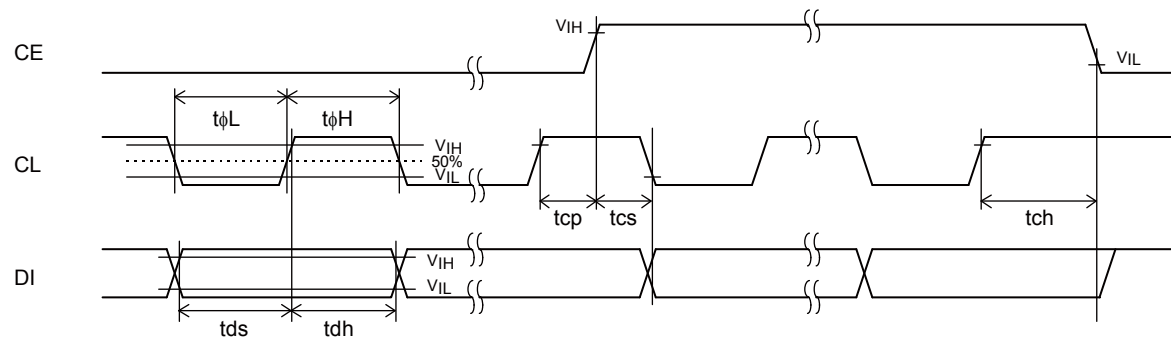 CE
VIH
VIL
tϕL
tϕH
CL
VIH
50%
VIL
tcp
tcs
tch
DI
VIH
VIL
tds
tdh